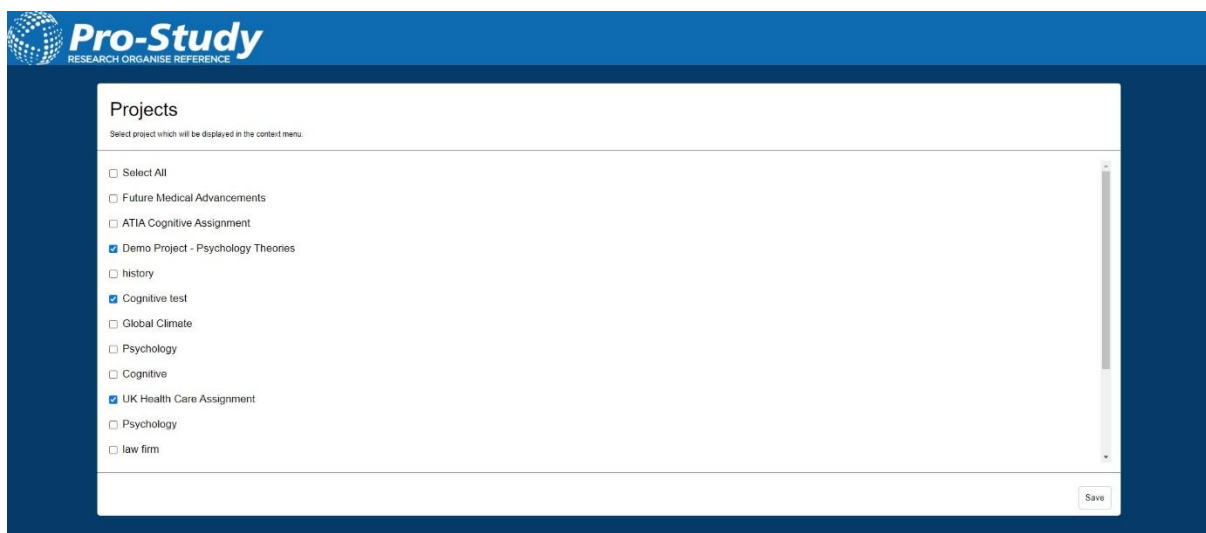 Pro-Study
RESEARCH ORGANISE REFERENCE
Projects
Select project which will be displayed in the context menu.
Select All
Future Medical Advancements
ATIA Cognitive Assignment
Demo Project - Psychology Theories
history
Cognitive test
Global Climate
Psychology
Cognitive
UK Health Care Assignment
Psychology
law firm
Save